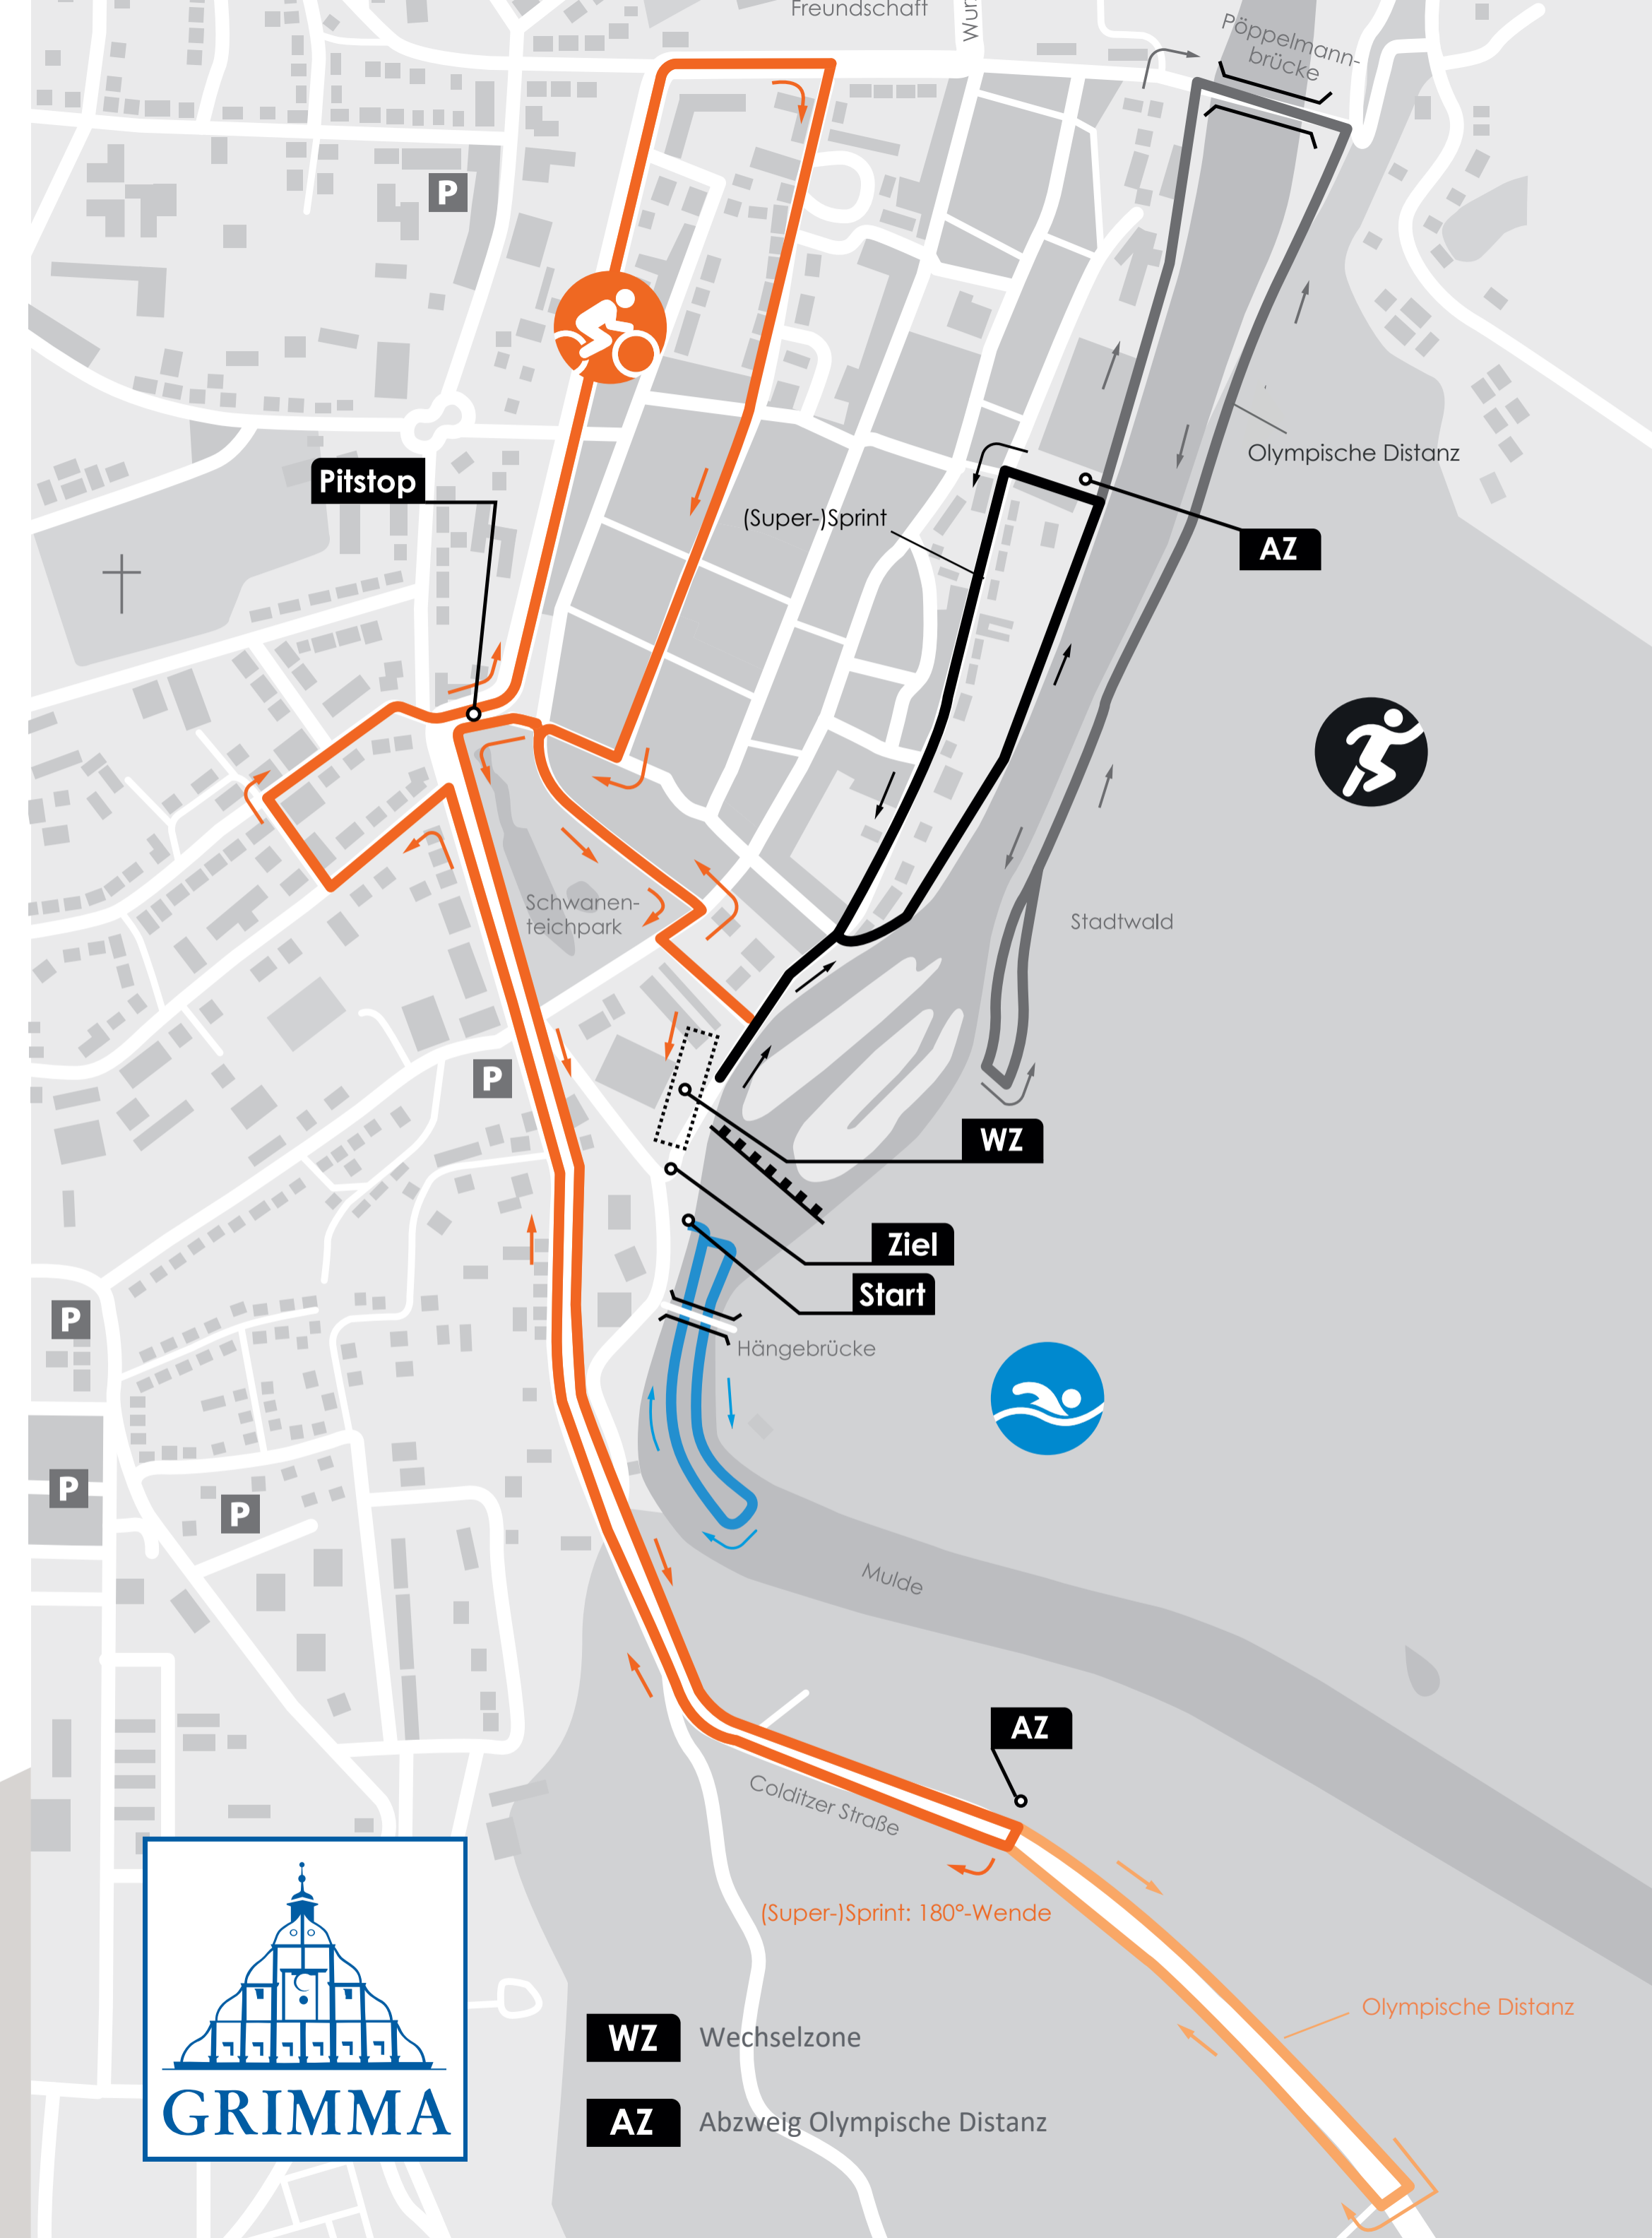 Freundschaft
Wur
Pöppelmann-
brücke
P
Olympische Distanz
Pitstop
(Super-)Sprint
AZ
Schwanen-
teichpark
Stadtwald
P
WZ
Ziel
Start
P
Hängebrücke
P
P
Mulde
AZ
Colditzer Straße
(Super-)Sprint: 180°-Wende
Olympische Distanz
WZ Wechselzone
GRIMMA
AZ Abzweig Olympische Distanz